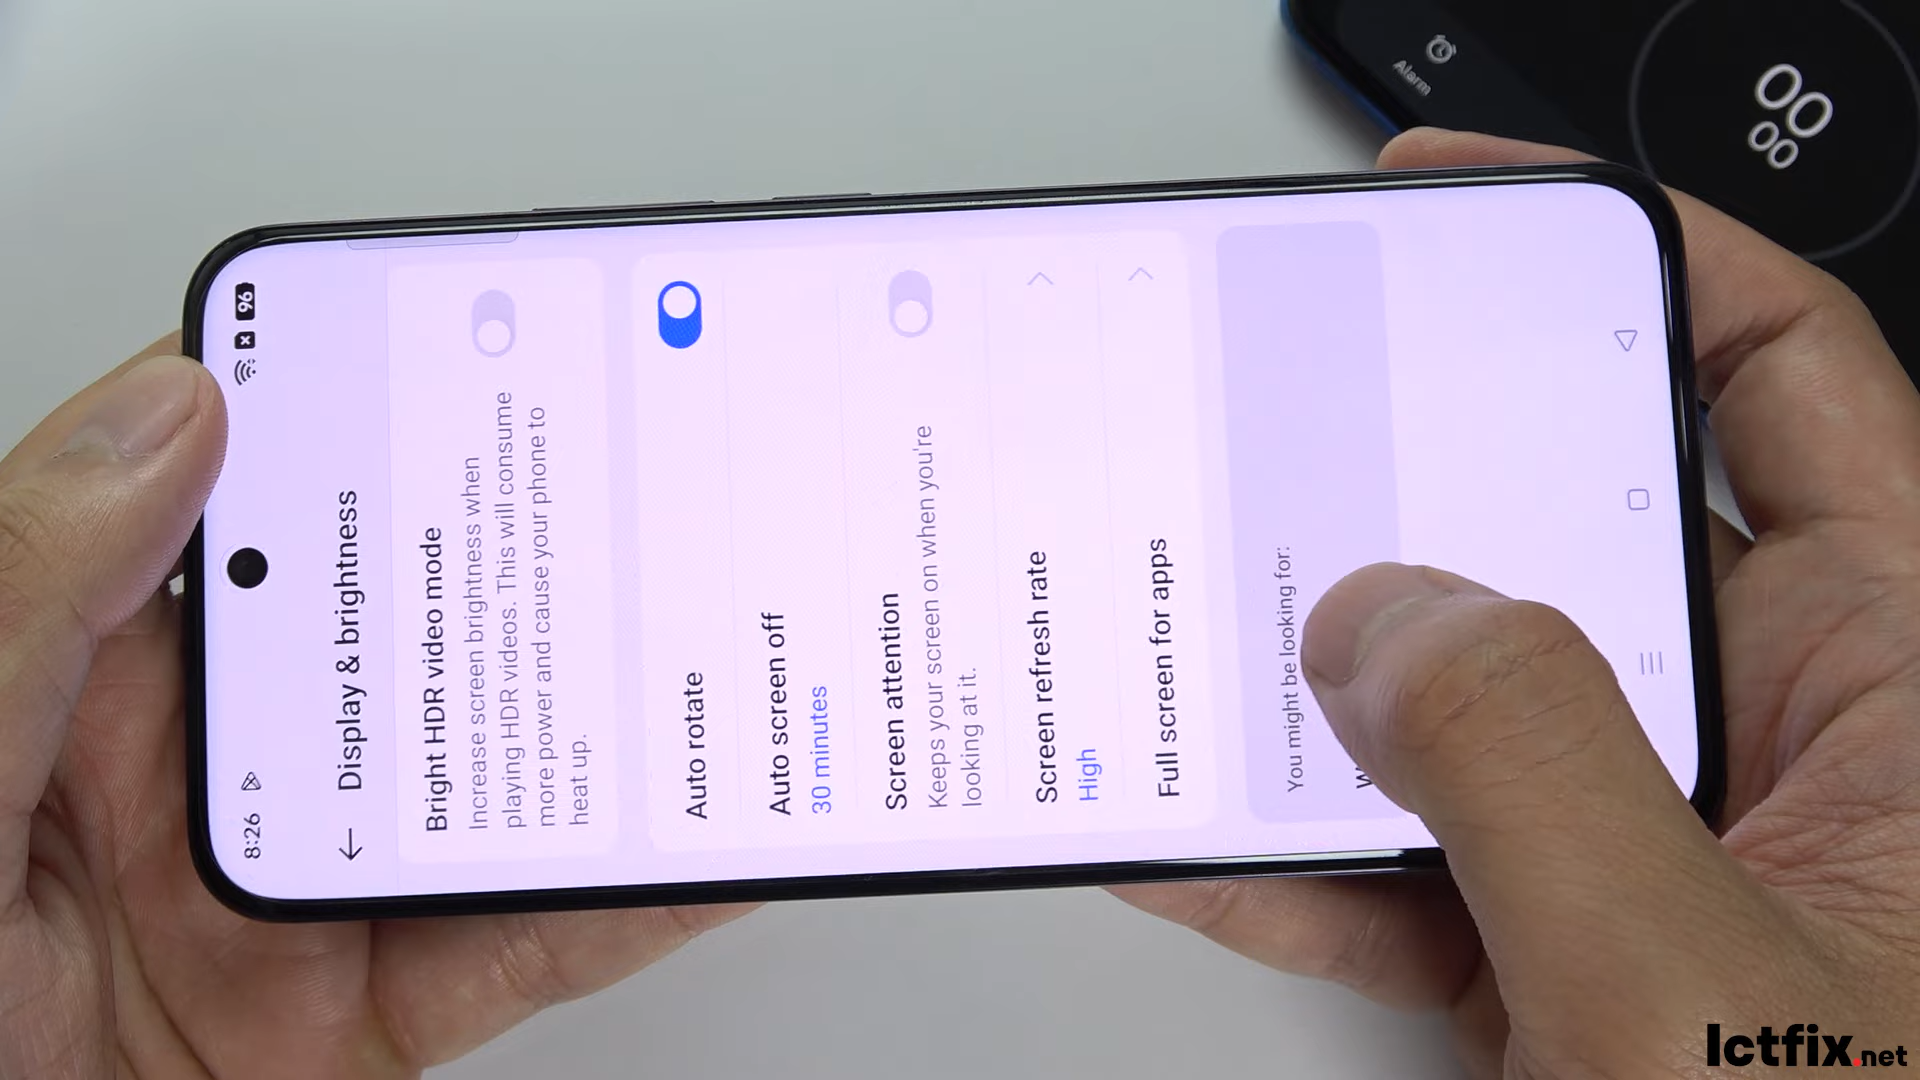 8:26
96
Display & brightness
Bright HDR video mode
Increase screen brightness when
playing HDR videos. This will consume
more power and cause your phone to
heat up.
Auto rotate
Auto screen off
30 minutes
Screen attention
Keeps your screen on when you're
looking at it.
Screen refresh rate
High
Full screen for apps
You might be looking for:
Alarm
00
00
Ictfix.net